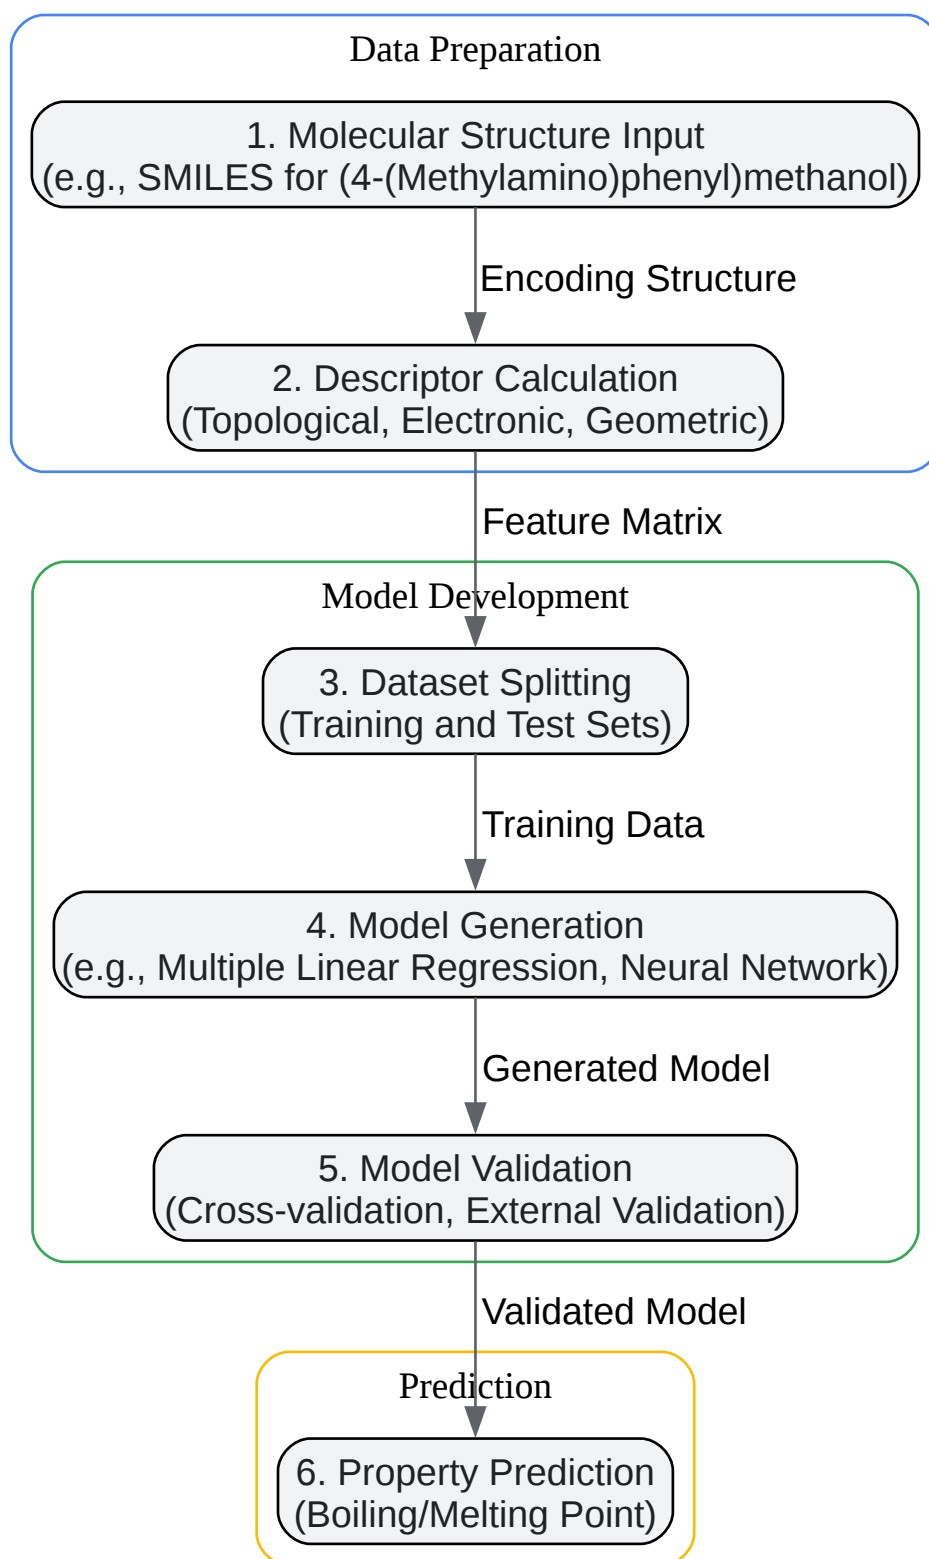 Data Preparation
1. Molecular Structure Input
(e.g., SMILES for (4-(Methylamino)phenyl)methanol)
Encoding Structure
2. Descriptor Calculation
(Topological, Electronic, Geometric)
Feature Matrix
Model Development
3. Dataset Splitting
(Training and Test Sets)
Training Data
4. Model Generation
(e.g., Multiple Linear Regression, Neural Network)
Generated Model
5. Model Validation
(Cross-validation, External Validation)
Validated Model
Prediction
6. Property Prediction
(Boiling/Melting Point)